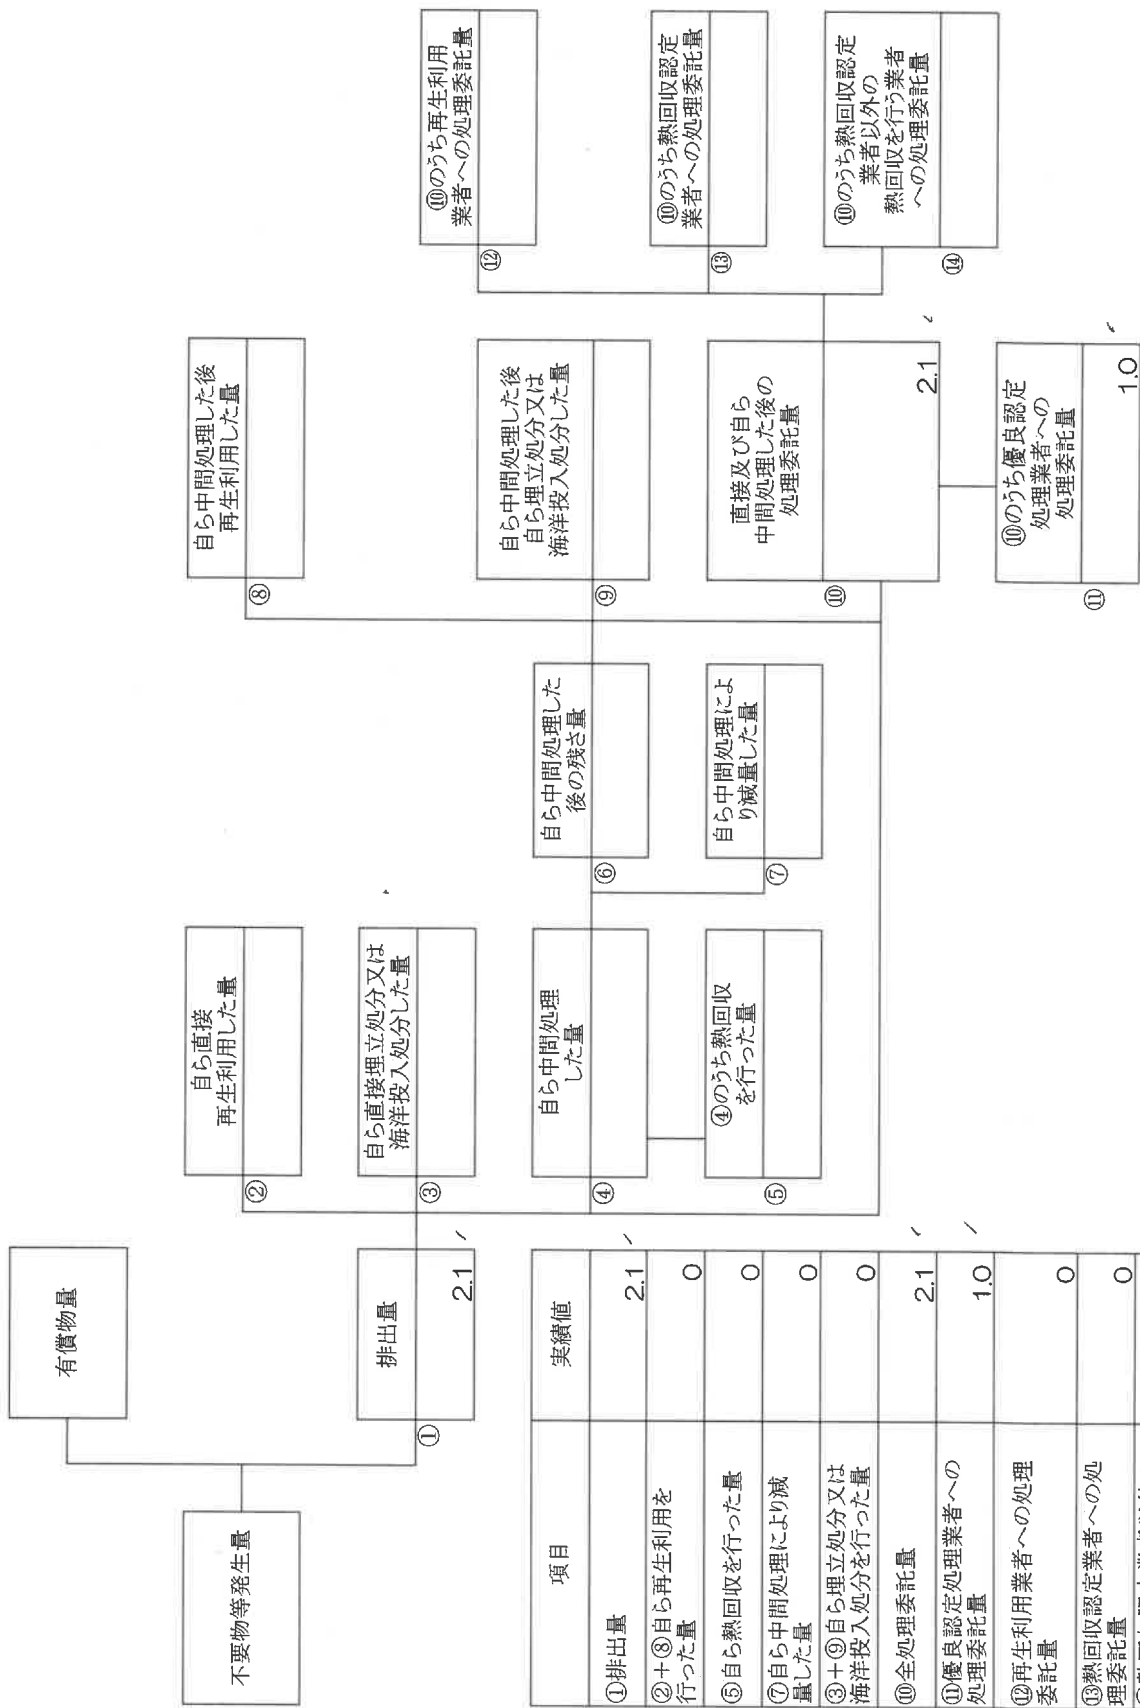 不要物等発生量
有償物量
①
排出量
2.1
②
自ら直接
再生利用した量
③
自ら直接埋立処分又は
海洋投入処分した量
④
自ら中間処理
した量
⑤
④のうち熱回収
を行った量
⑥
自ら中間処理した
後の残さ量
⑦
自ら中間処理によ
り減量した量
⑧
自ら中間処理した後
再生利用した量
⑨
自ら中間処理した後
自ら埋立処分又は
海洋投入処分した量
⑩
直接及び自ら
中間処理した後の
処理委託量
2.1
⑪
⑩のうち優良認定
処理業者への
処理委託量
1.0
⑫
⑩のうち再生利用
業者への処理委託量
⑬
⑩のうち熱回収認定
業者への処理委託量
⑭
⑩のうち熱回収認定
業者以外の
熱回収を行う業者
への処理委託量
項目 実績値
①排出量 2.1
②+⑧自ら再生利用を
行った量 0
⑤自ら熱回収を行った量 0
⑦自ら中間処理により減
量した量 0
③+⑨自ら埋立処分又は
海洋投入処分を行った量 0
⑩全処理委託量 2.1
⑪優良認定処理業者への
処理委託量 1.0
⑫再生利用業者への処理
委託量 0
⑬熱回収認定業者への処
理委託量 0